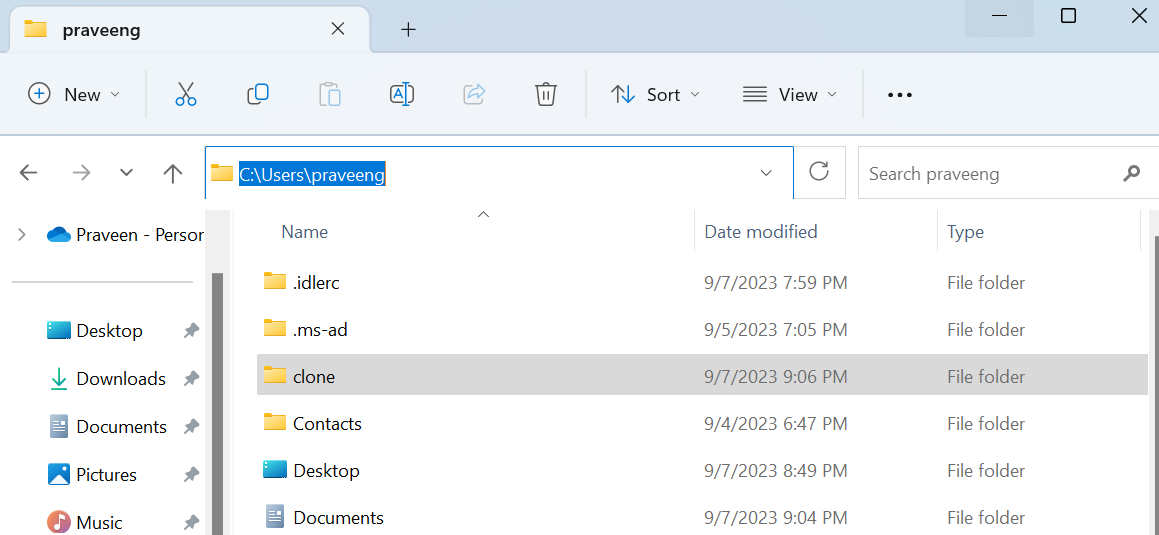 praveeng
New Sort View
C:\Users\praveeng Search praveeng
Praveen - Persor
Name Date modified Type
.idlerc 9/7/2023 7:59 PM File folder
Desktop .ms-ad 9/5/2023 7:05 PM File folder
Downloads clone 9/7/2023 9:06 PM File folder
Documents Contacts 9/4/2023 6:47 PM File folder
Pictures Desktop 9/7/2023 8:49 PM File folder
Music Documents 9/7/2023 9:04 PM File folder